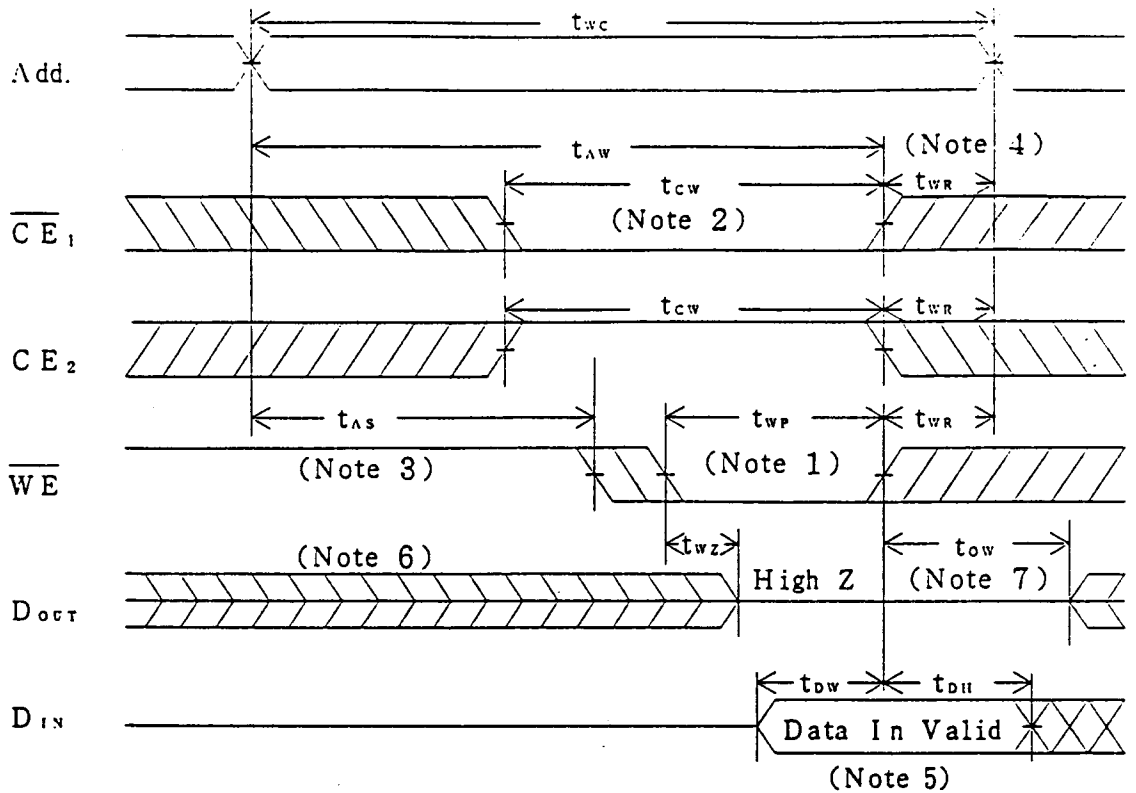 tWC
Add.
tAW
(Note 4)
tCW
tWR
(Note 2)
CE1
tCW
tWR
CE2
tAS
tWP
tWR
(Note 3)
(Note 1)
WE
tWZ
tOW
(Note 6)
High Z
(Note 7)
DOUT
tDW
tDH
DIN
Data In Valid
(Note 5)